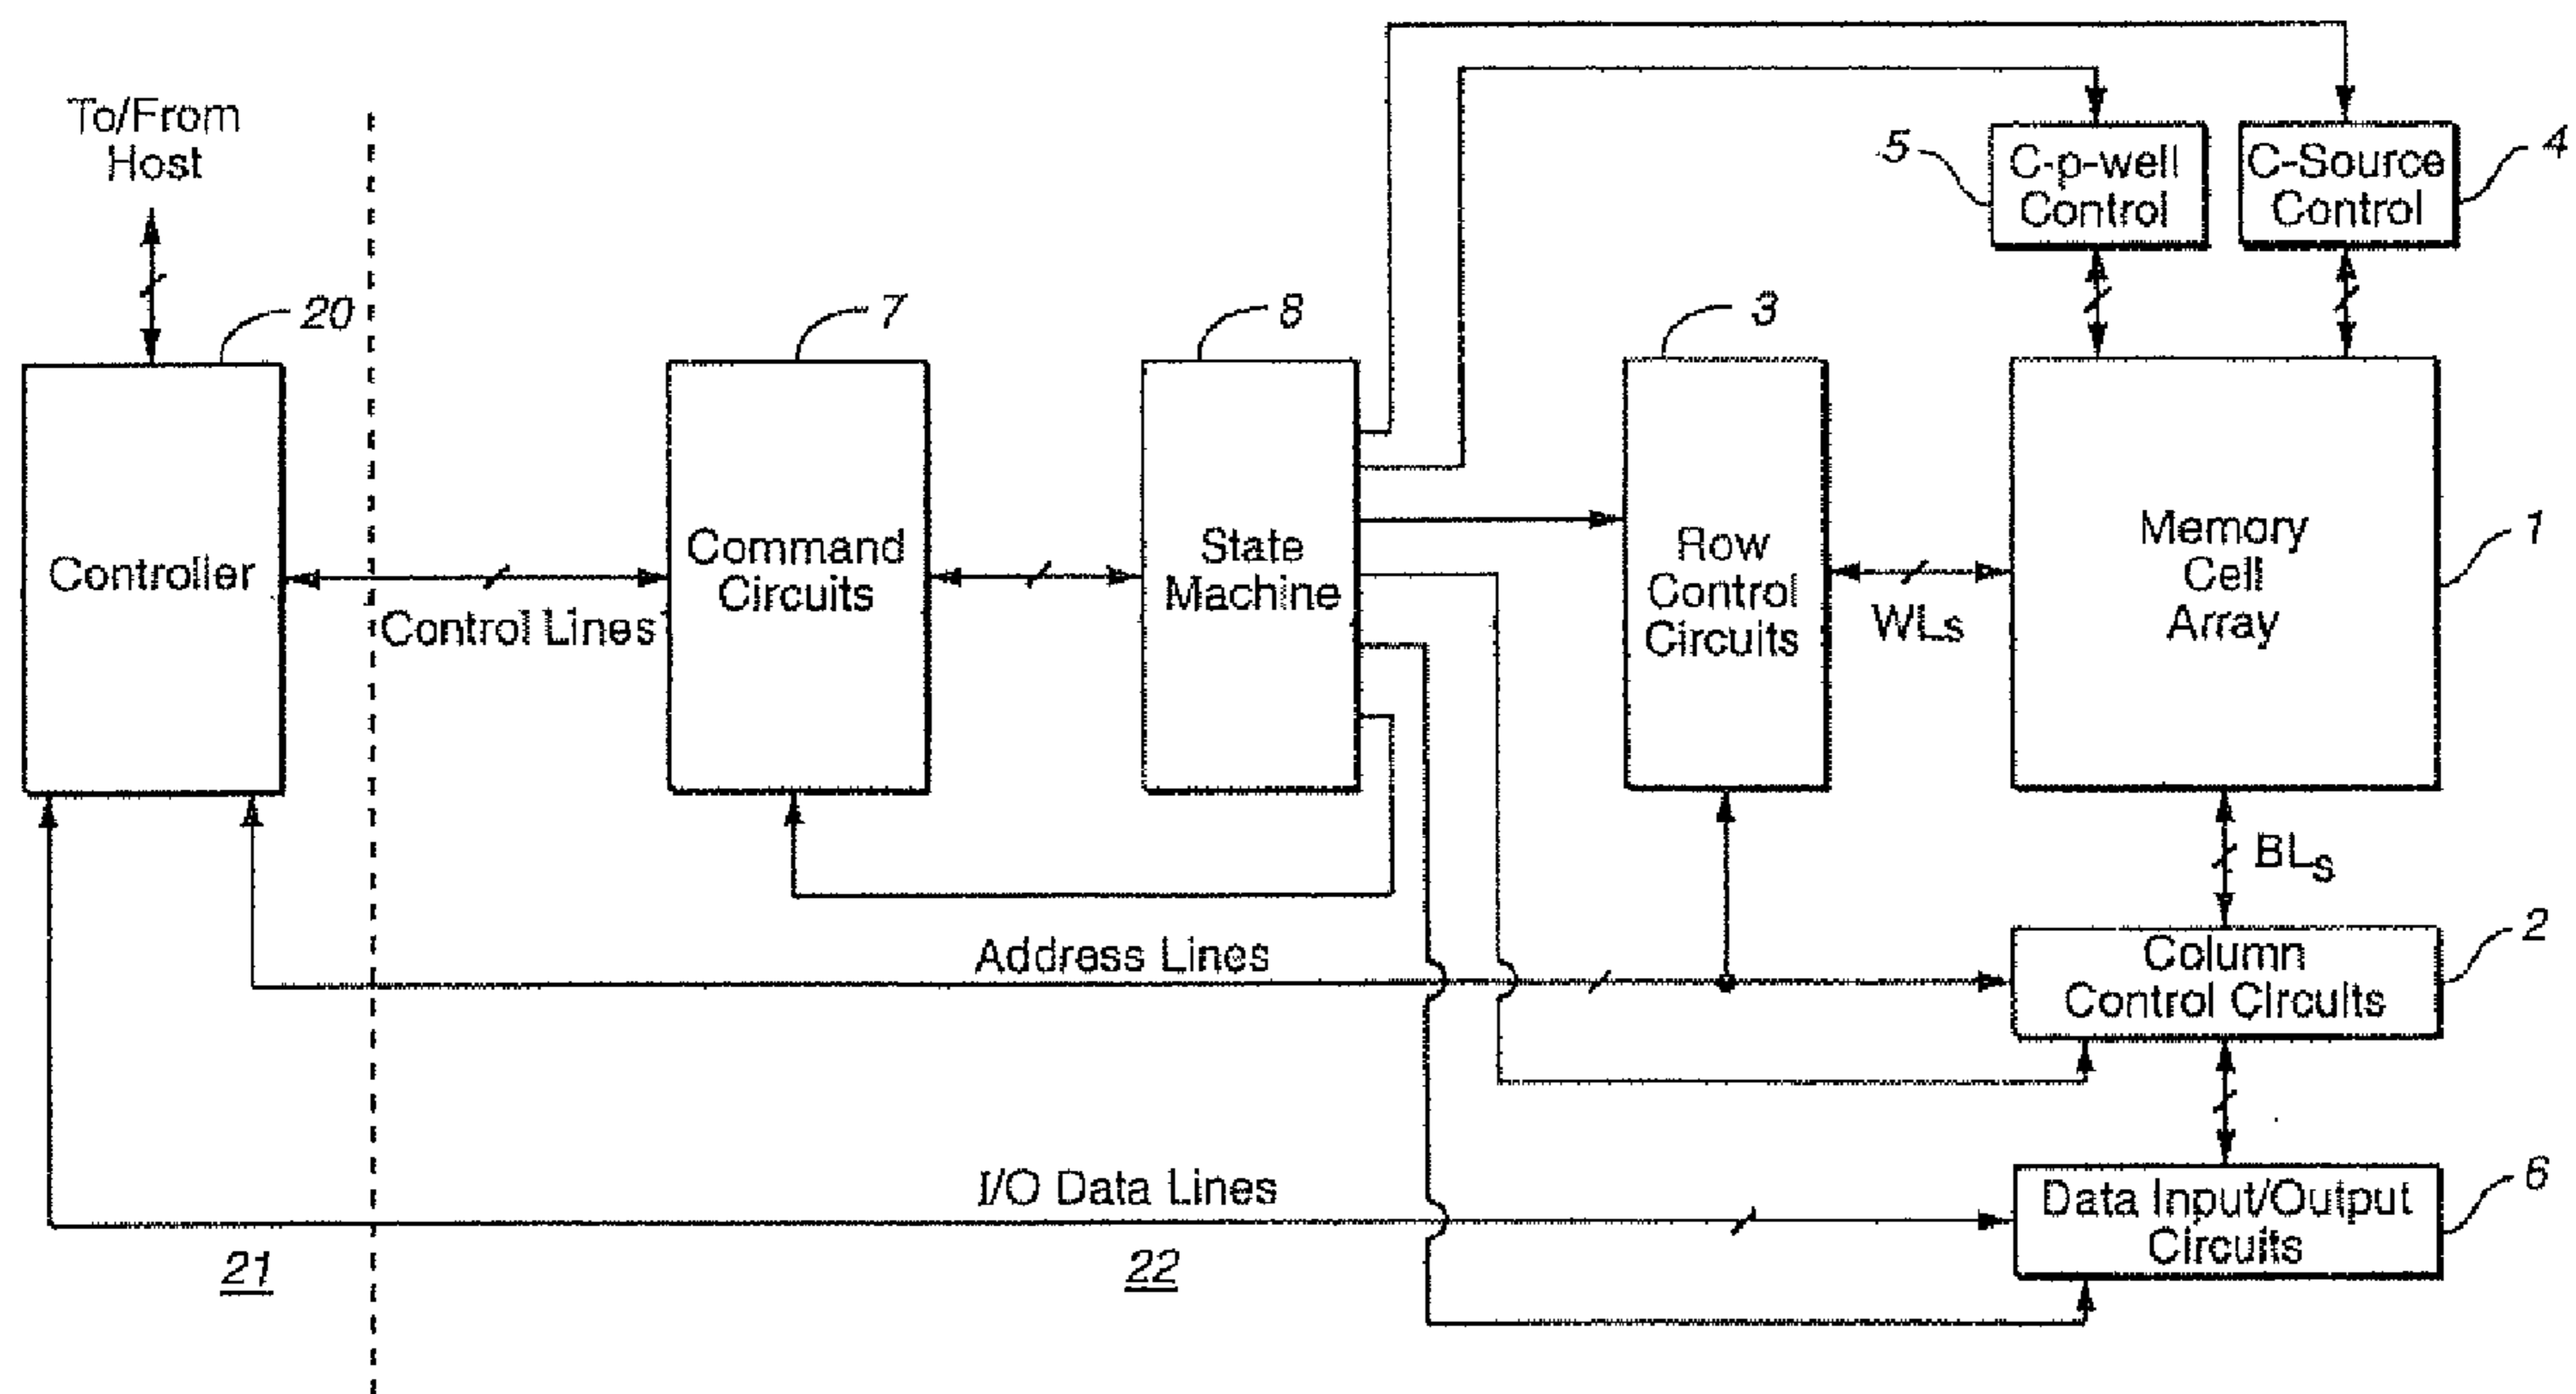 To/From
Host
20
7
8
3
5
C-p-well
Control
C-Source
Control
4
Controller
Control Lines
Command
Circuits
State
Machine
Row
Control
Circuits
WLs
Memory
Cell
Array
1
BLs
Address Lines
Column
Control Circuits
2
I/O Data Lines
Data Input/Output
Circuits
6
21
22